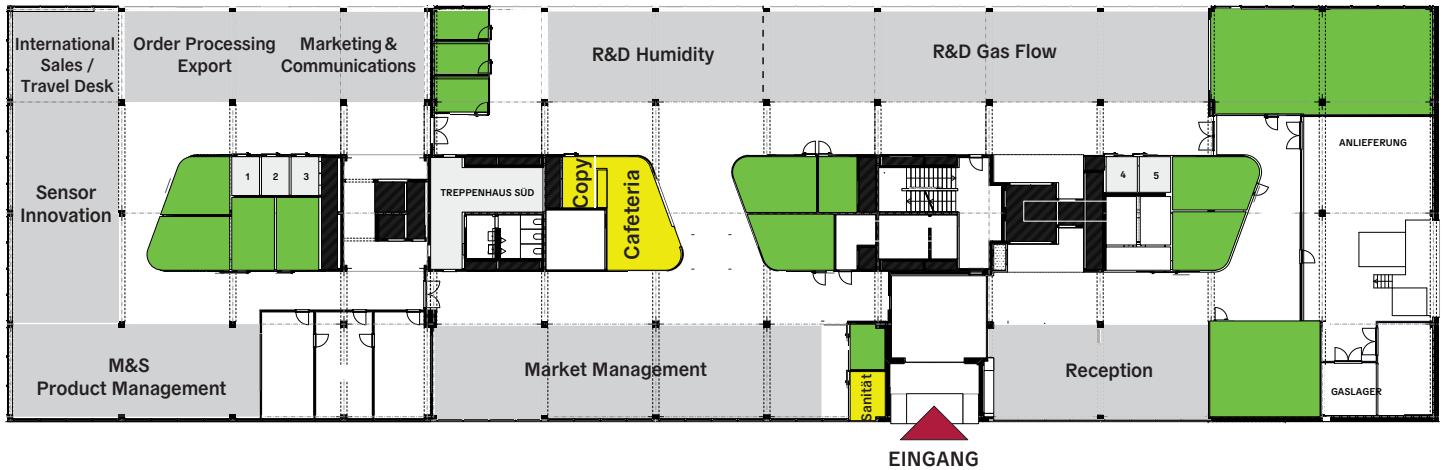 International
Sales /
Travel Desk
Order Processing
Export
Marketing &
Communications
R&D Humidity
R&D Gas Flow
ANLIEFERUNG
Sensor
Innovation
1
2
3
TREPPENHAUS SÜD
Copy
Cafeteria
4
5
M&S
Product Management
Market Management
Sanität
Reception
GASLAGER
EINGANG